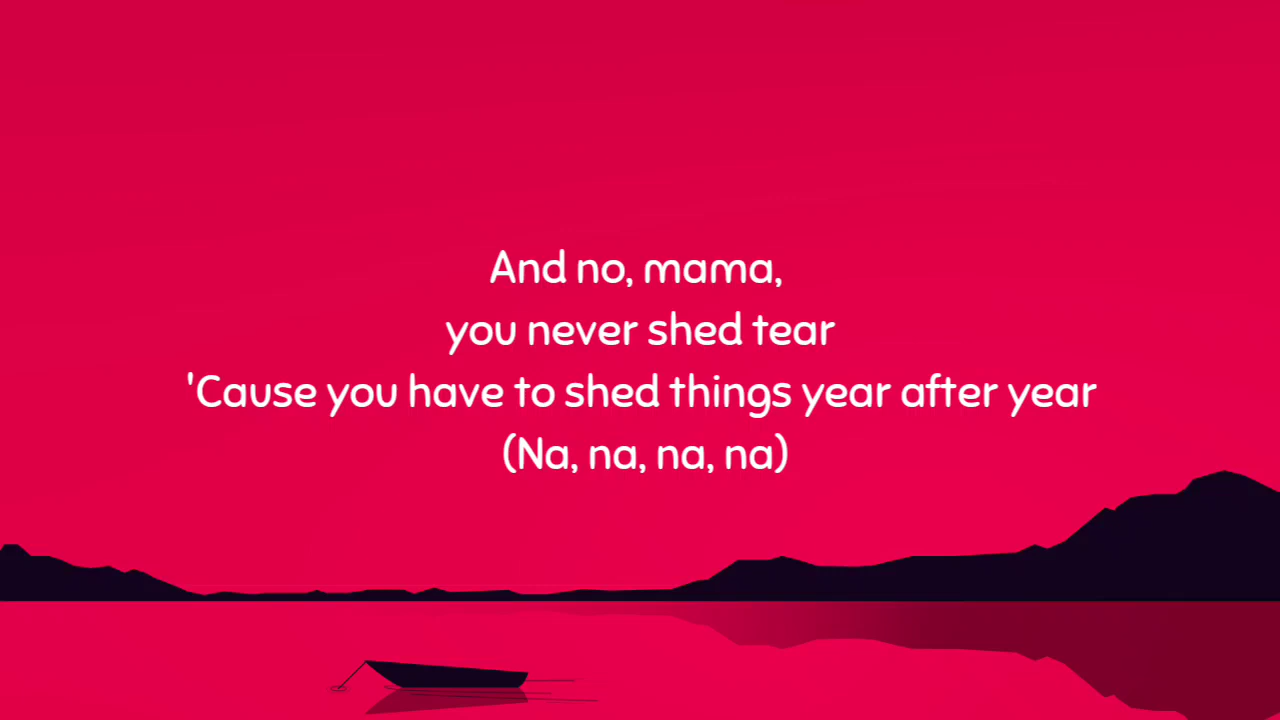 And no, mama,
you never shed tear
'Cause you have to shed things year after year
(Na, na, na, na)